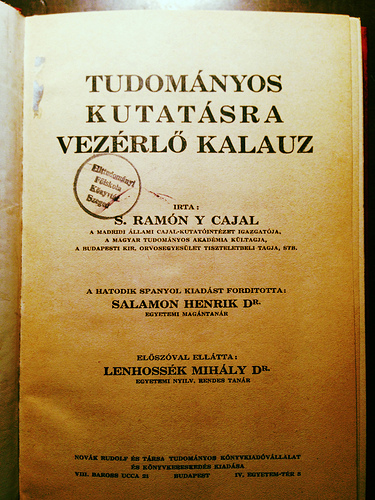 TUDOMÁNYOS
KUTATÁSRA
VEZÉRLŐ KALAUZ
Főiskola
IRTA:
S. RAMÓN Y CAJAL
A MADRIDI ÁLLAMI CAJAL-KUTATÓINTÉZET IGAZGATÓJA,
A MAGYAR TUDOMÁNYOS AKADÉMIA KÜLTAGJA,
A BUDAPESTI KIR. ORVOSEGYESÜLET TISZTELETBELI TAGJA, STB.
A HATODIK SPANYOL KIADÁST FORDITOTTA:
SALAMON HENRIK DR.
EGYETEMI MAGÁNTANÁR
ELŐSZÓVAL ELLÁTTA:
LENHOSSÉK MIHÁLY DR.
EGYETEMI NYILV. RENDES TANÁR
NOVÁK RUDOLF ÉS TÁRSA TUDOMÁNYOS KÖNYVKIADÓVÁLLALAT
ÉS KÖNYVKERESKEDÉS KIADÁSA
VIII. BAROSS UCCA 21 BUDAPEST IV. EGYETEM-TÉR 5